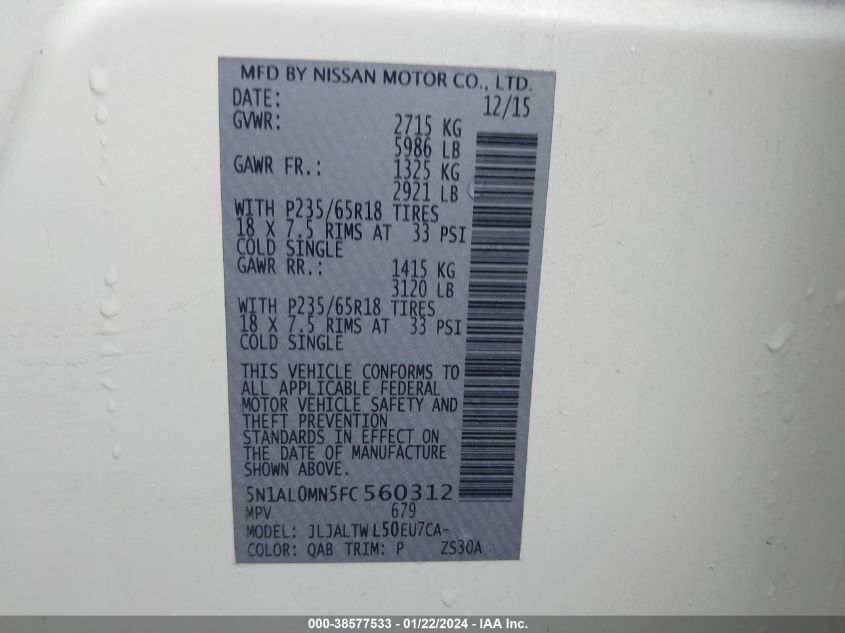 MFD BY NISSAN MOTOR CO., LTD.
DATE: 12/15
GVWR: 2715 KG
5986 LB
GAWR FR.: 1325 KG
2921 LB
WITH P235/65R18 TIRES
18 X 7.5 RIMS AT 33 PSI
COLD SINGLE
GAWR RR.: 1415 KG
3120 LB
WITH P235/65R18 TIRES
18 X 7.5 RIMS AT 33 PSI
COLD SINGLE
THIS VEHICLE CONFORMS TO
ALL APPLICABLE FEDERAL
MOTOR VEHICLE SAFETY AND
THEFT PREVENTION
STANDARDS IN EFFECT ON
THE DATE OF MANUFACTURE
SHOWN ABOVE.
5N1AL0MN5FC560312
MPV 679
MODEL: JLJALTWL50EU7CA-
COLOR: QAB TRIM: P ZS30A
000-38577533 - 01/22/2024 - IAA Inc.